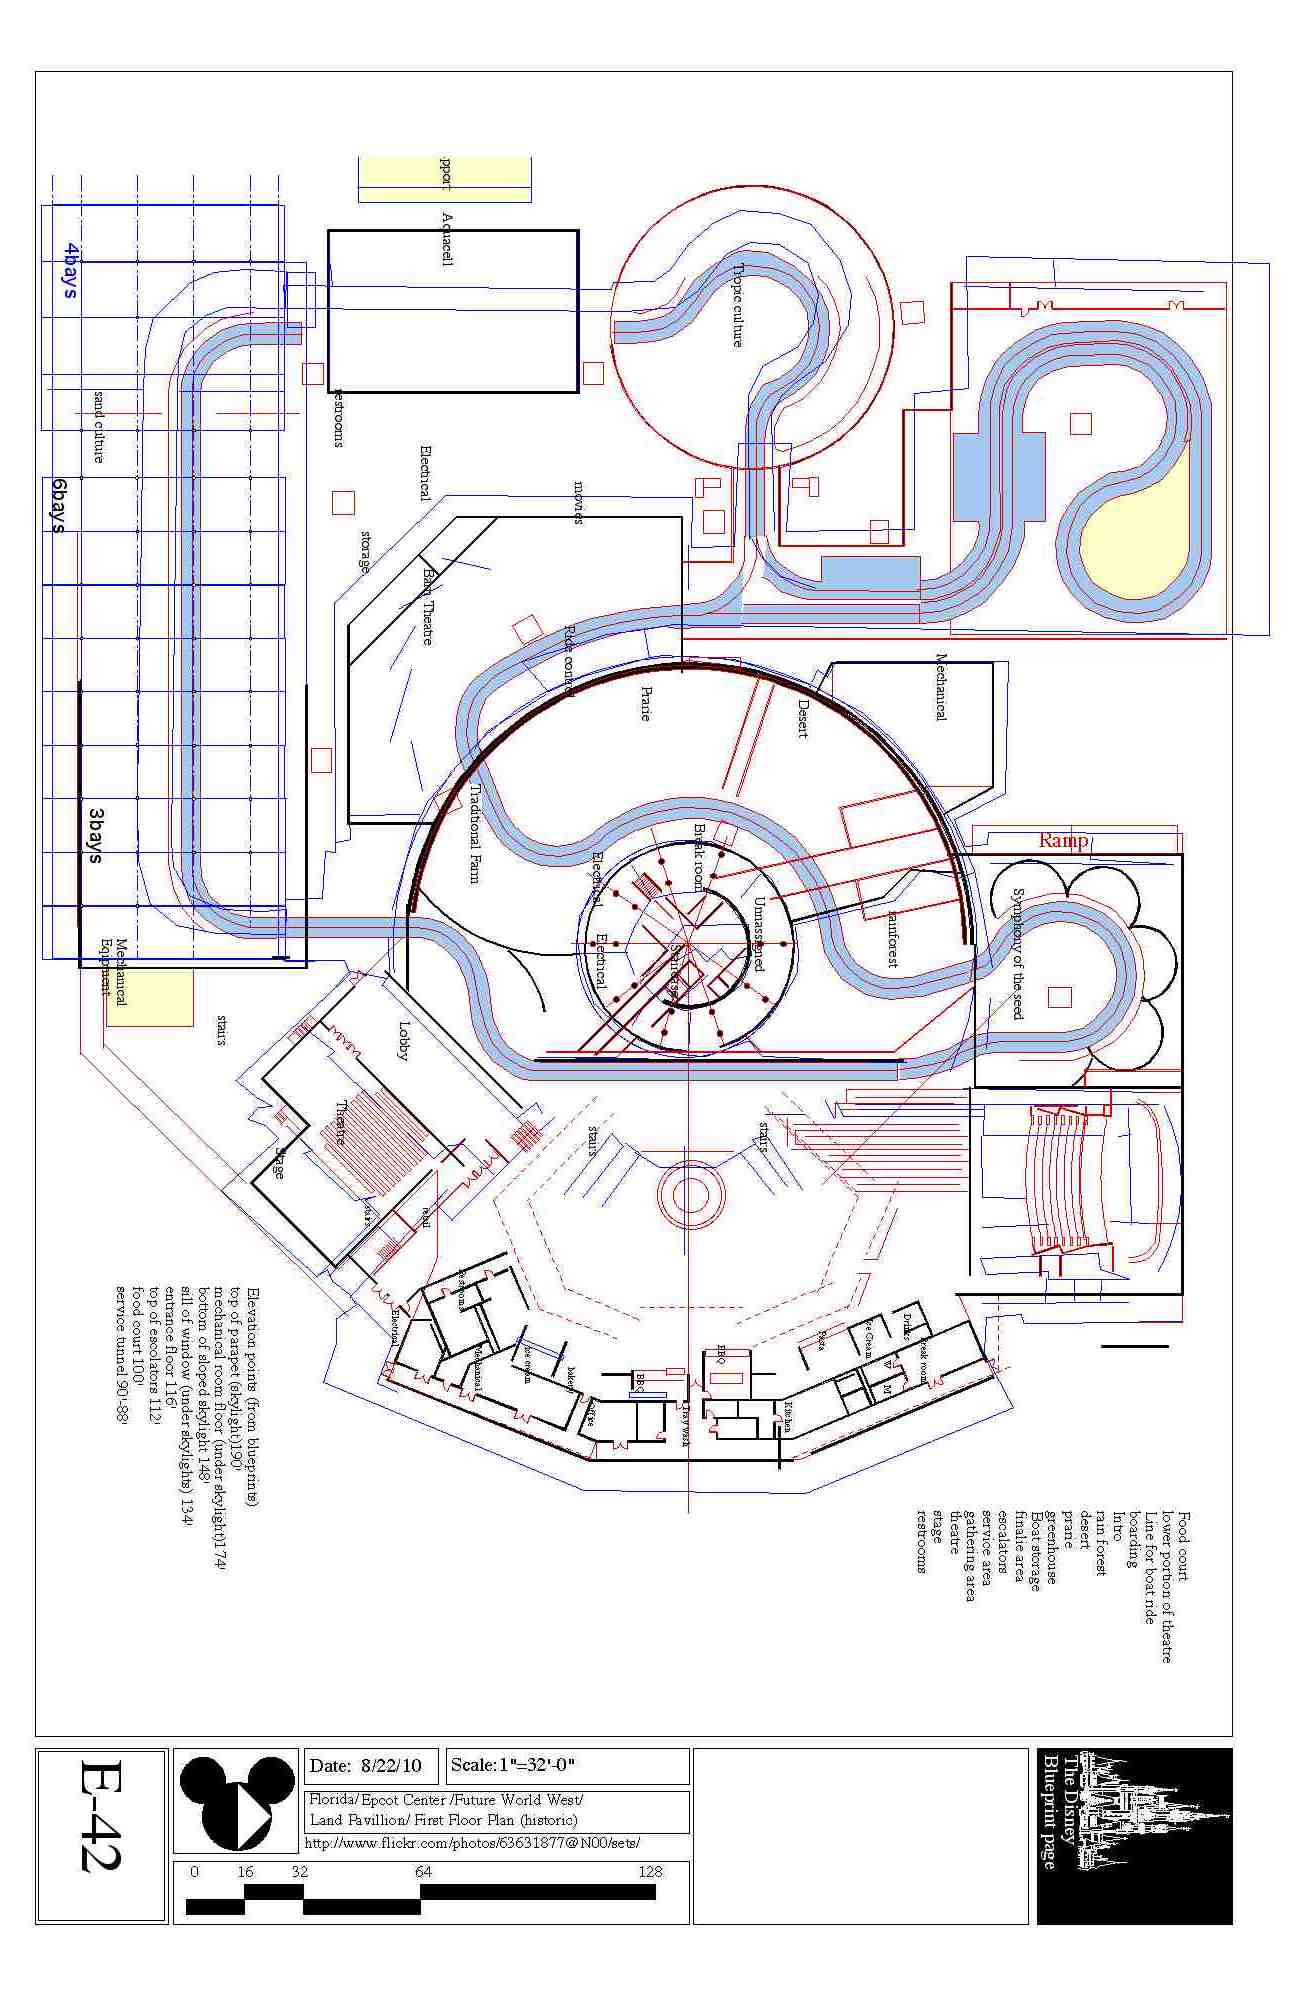 pport
Aquacell
Tropic culture
4bays
sand culture
restrooms
6bays
Electrical
movies
storage
Barn Theatre
Ride control
Prarie
Desert
Mechanical
3bays
Traditional Farm
Break room
Ramp
Electrical
Unnassigned
rainforest
Symphony of the seed
Electrical
Staircase
Mechanical
Equipment
stairs
Lobby
Theatre
Stage
stairs
stairs
stairs
retail
restrooms
Electrical
Mechanical
Ice cream
bakery
Office
BBQ
Tray wash
BBQ
Kitchen
Pasta
Ice Cream
Drinks
Break room
W
M
Elevation points (from blueprints)
top of parapet (skylight)190'
mechanical room floor (under skylight)174'
bottom of sloped skylight 148'
sill of window (under skylights) 134'
entrance floor 116'
top of escolators 112'
food court 100'
service tunnel 90-88'
Food court
lower portion of theatre
Line for boat ride
boarding
Intro
rain forest
desert
prarie
greenhouse
Boat storage
finalie area
escalators
service area
gathering area
theatre
stage
restrooms
E-42
Date: 8/22/10
Scale:1"=32'-0"
Florida/ Epcot Center /Future World West/
Land Pavillion/ First Floor Plan (historic)
http://www.flickr.com/photos/63631877@N00/sets/
0 16 32 64 128
The Disney
Blueprint page